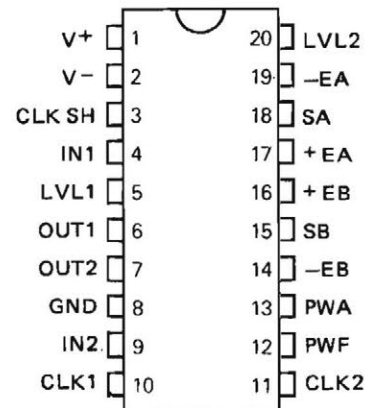 V+ 1 20 LVL2
V− 2 19 −EA
CLK SH 3 18 SA
IN1 4 17 +EA
LVL1 5 16 +EB
OUT1 6 15 SB
OUT2 7 14 −EB
GND 8 13 PWA
IN2 9 12 PWF
CLK1 10 11 CLK2